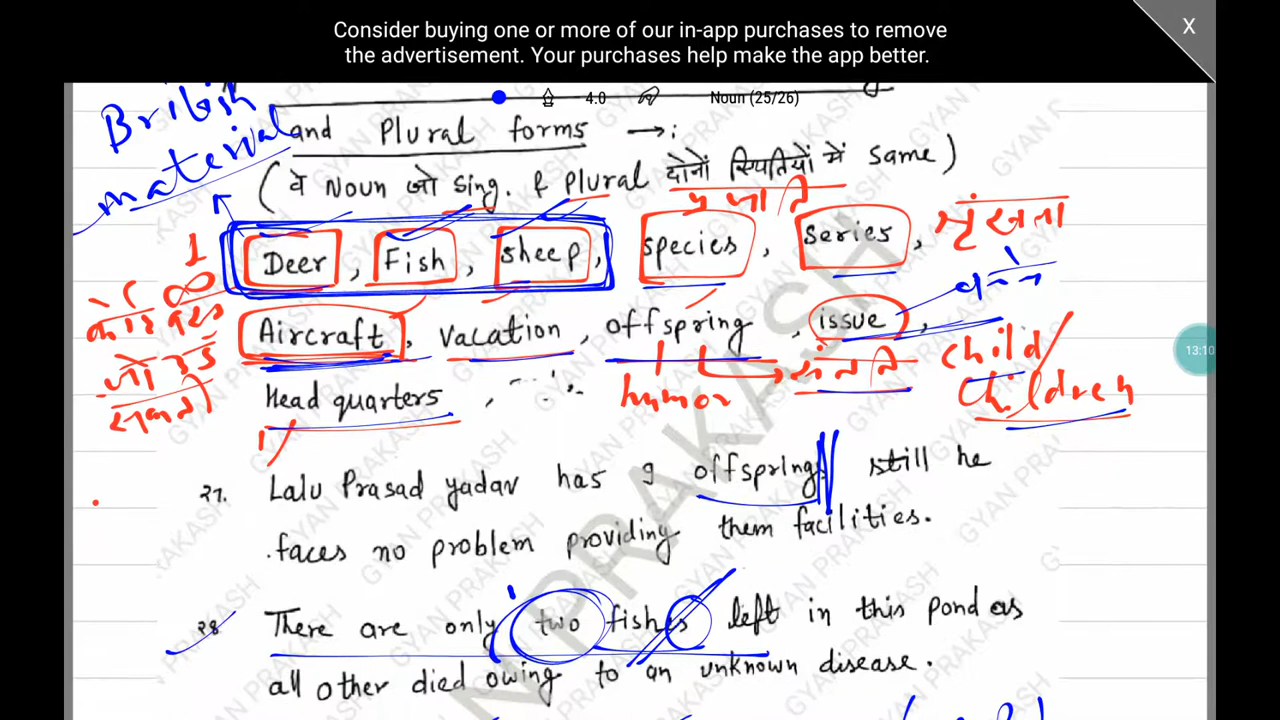 Consider buying one or more of our in-app purchases to remove
the advertisement. Your purchases help make the app better.
X
4.0 Noun (25/26)
British
material
and Plural forms →:
(वे Noun जो Sing. & Plural दोनों स्थितियों में same)
प्रजाति
Deer, Fish, sheep, species, series, श्रृंखला
1
Aircraft, vacation, offspring, issue,
humor संतति child/
children
Head quarters,
13:10
27. Lalu Prasad yadav has 9 offsprings still he
faces no problem providing them facilities.
28 There are only two fishes left in this pond as
all other died owing to an unknown disease.
GYAN PRAKASH